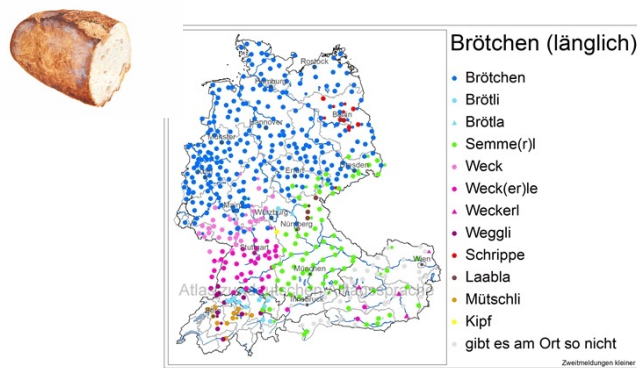 Brötchen (länglich)
Brötchen
Brötli
Brötla
Semme(r)l
Weck
Weck(er)le
Weckerl
Weggli
Schrippe
Laabla
Mütschli
Kipf
gibt es am Ort so nicht
Zweitmeldungen kleiner
Rostock
Hamburg
Berlin
Hannover
Münster
Erfurt
Dresden
Würzburg
Nürnberg
Stuttgart
München
Wien
Innsbruck
Atlas zur deutschen Alltagssprache